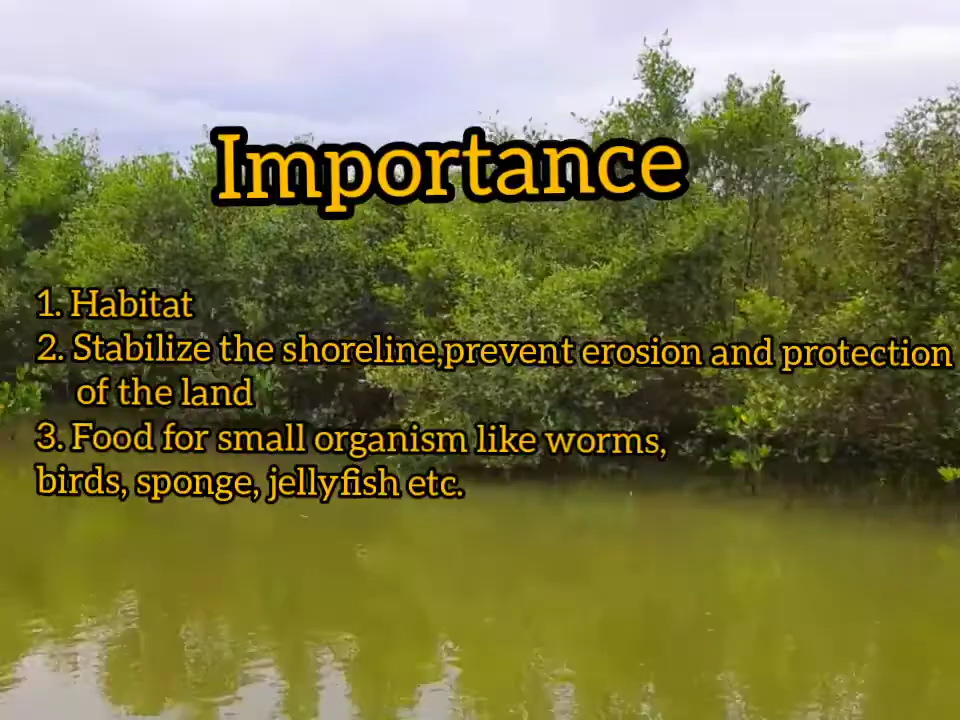 Importance
1. Habitat
2. Stabilize the shoreline,prevent erosion and protection
of the land
3. Food for small organism like worms,
birds, sponge, jellyfish etc.